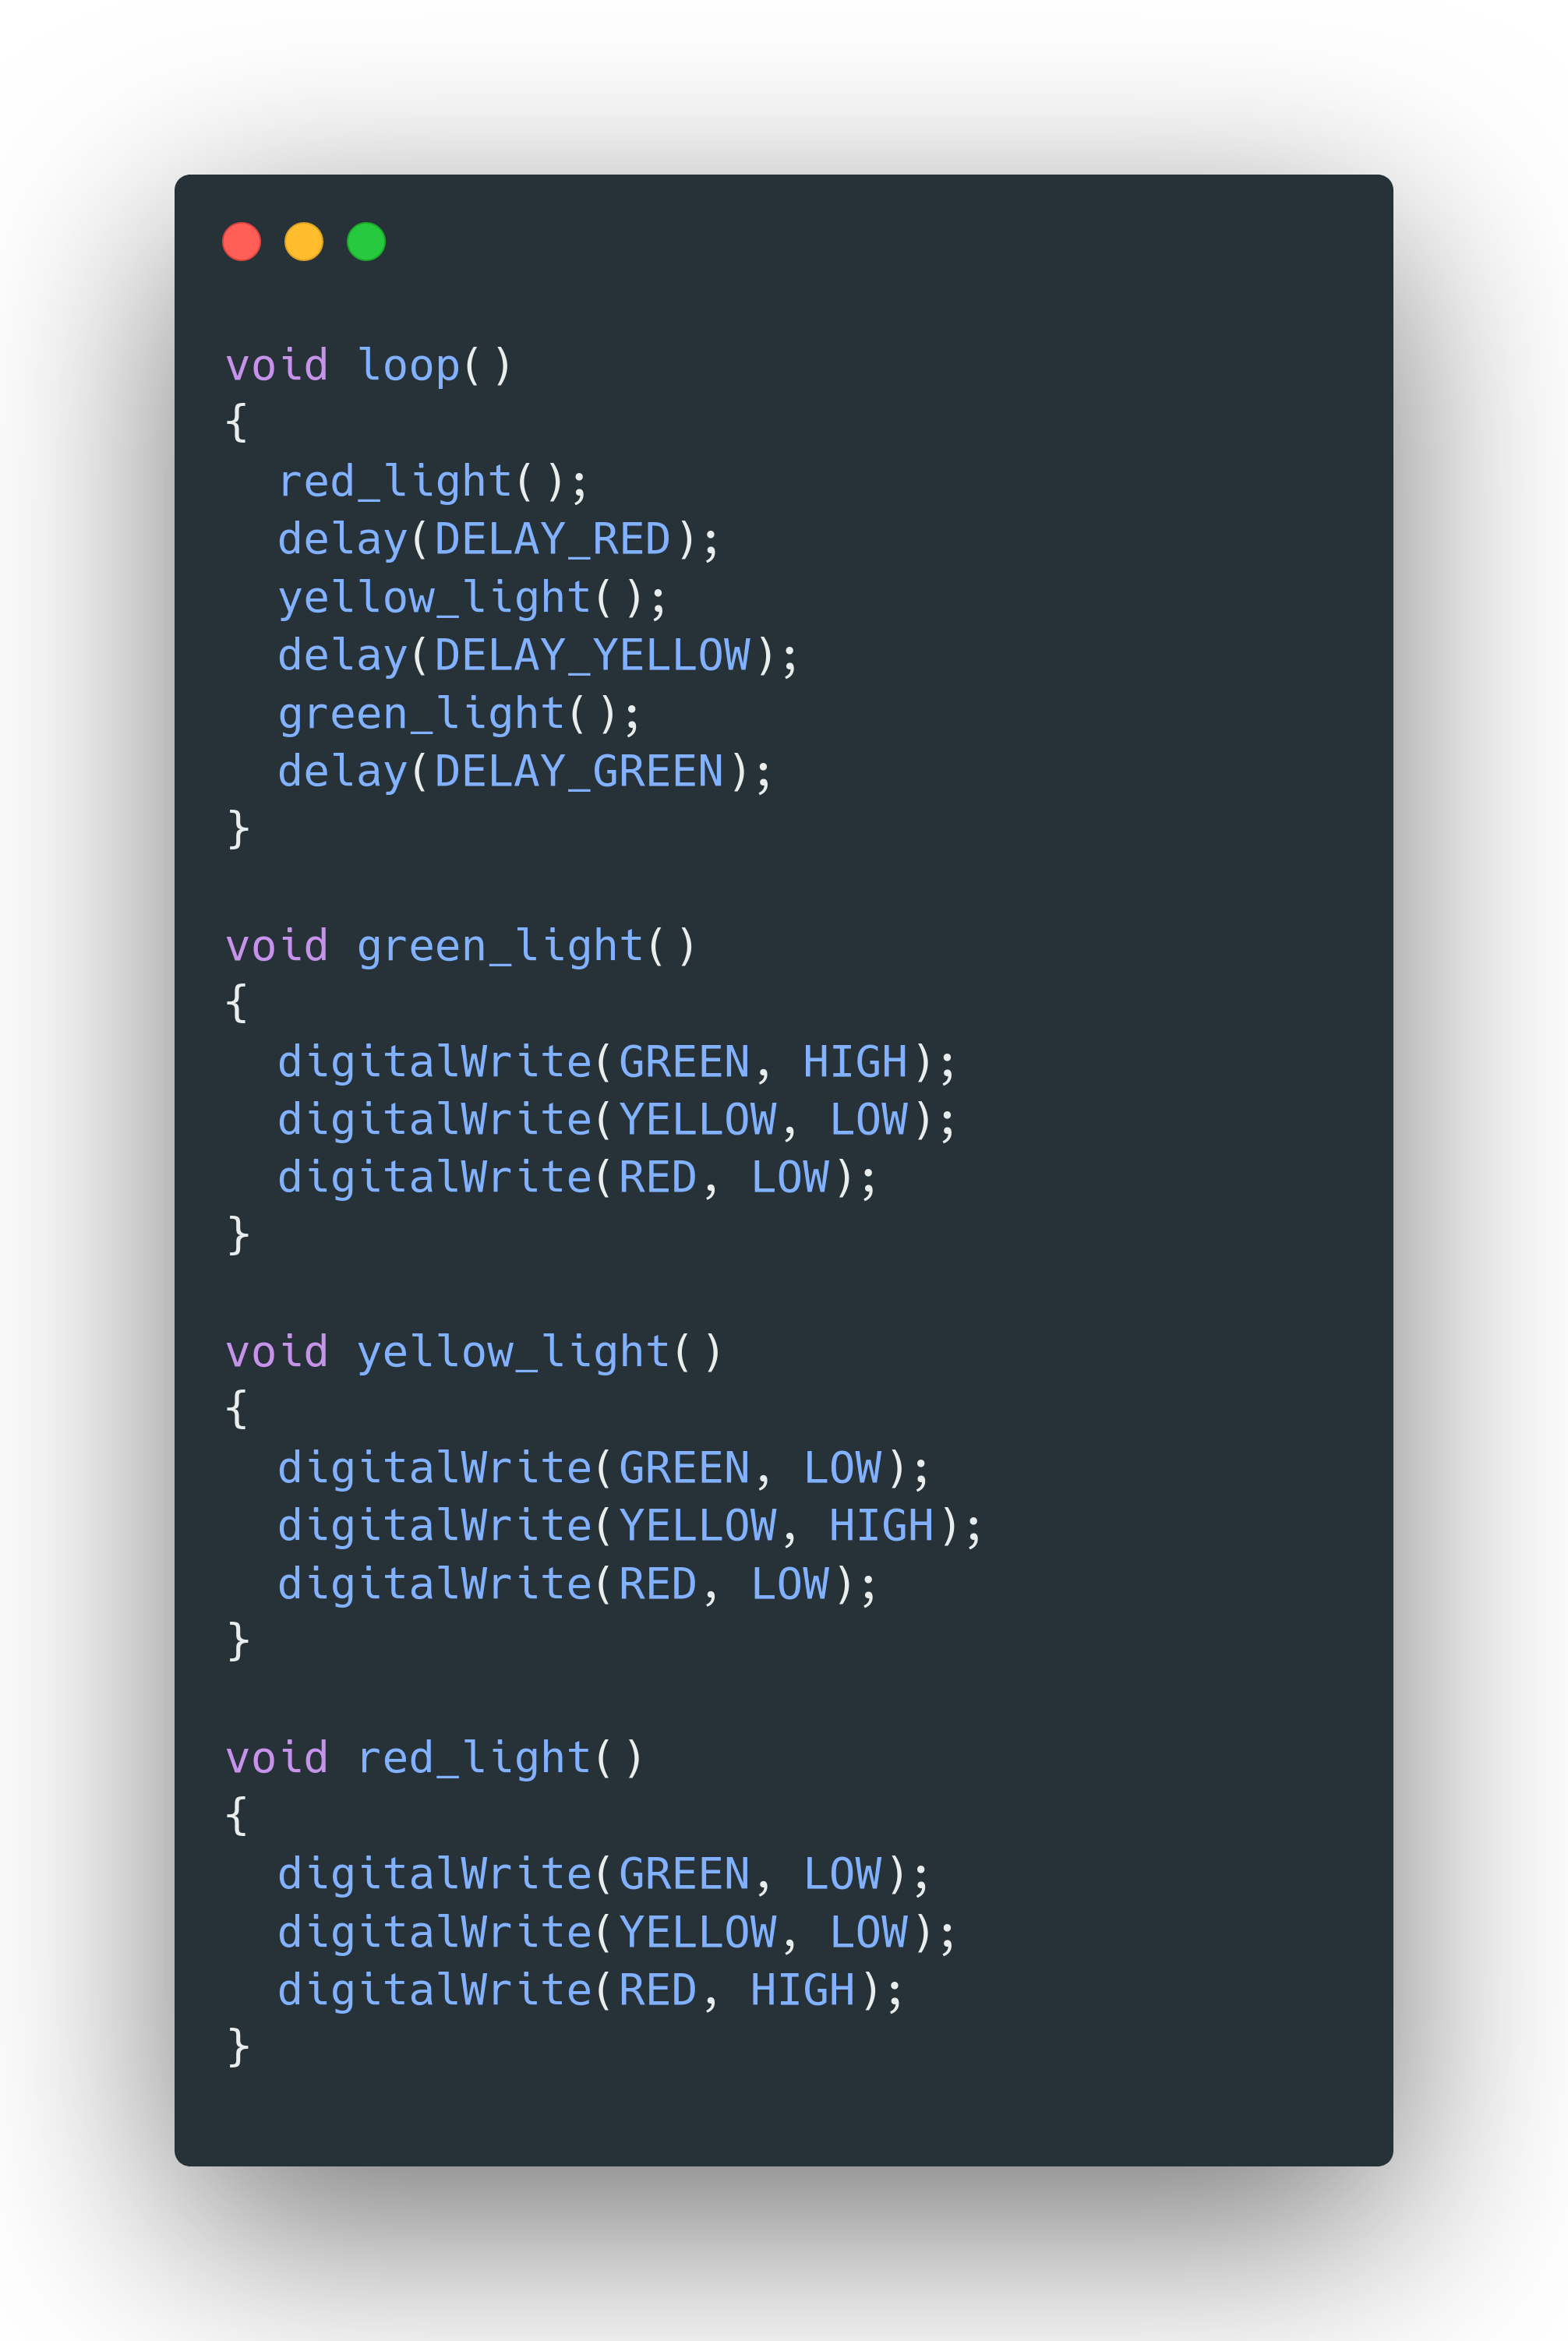 void loop()
{
  red_light();
  delay(DELAY_RED);
  yellow_light();
  delay(DELAY_YELLOW);
  green_light();
  delay(DELAY_GREEN);
}

void green_light()
{
  digitalWrite(GREEN, HIGH);
  digitalWrite(YELLOW, LOW);
  digitalWrite(RED, LOW);
}

void yellow_light()
{
  digitalWrite(GREEN, LOW);
  digitalWrite(YELLOW, HIGH);
  digitalWrite(RED, LOW);
}

void red_light()
{
  digitalWrite(GREEN, LOW);
  digitalWrite(YELLOW, LOW);
  digitalWrite(RED, HIGH);
}